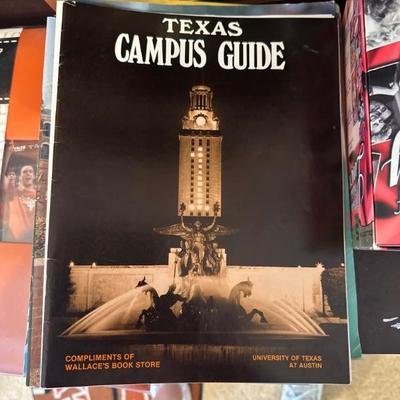 TEXAS
CAMPUS GUIDE
COMPLIMENTS OF
WALLACE'S BOOK STORE
UNIVERSITY OF TEXAS
AT AUSTIN